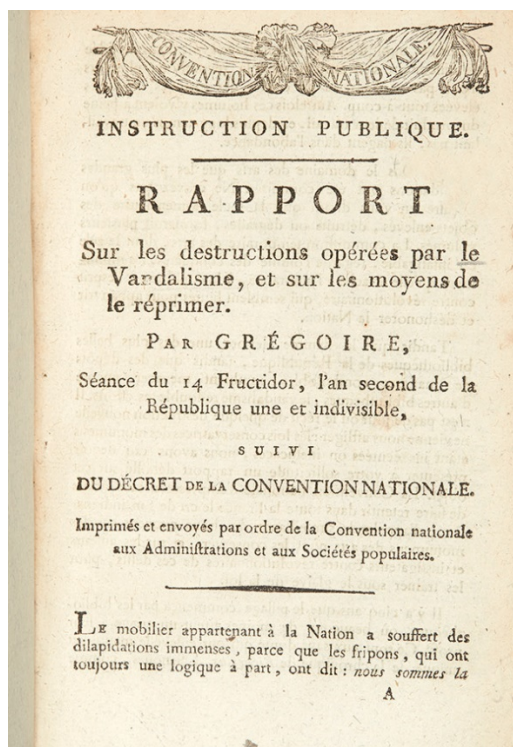 CONVENTION NATIONALE.
INSTRUCTION PUBLIQUE.
RAPPORT
Sur les destructions opérées par le
Vandalisme, et sur les moyens de
le réprimer.
PAR GRÉGOIRE,
Séance du 14 Fructidor, l'an second de la
République une et indivisible,
SUIVI
DU DÉCRET DE LA CONVENTION NATIONALE.
Imprimés et envoyés par ordre de la Convention nationale
aux Adminiſtrations et aux Sociétés populaires.
LE mobilier appartenant à la Nation a souffert des
dilapidations immenses, parce que les fripons, qui ont
toujours une logique à part, ont dit : nous sommes la
A